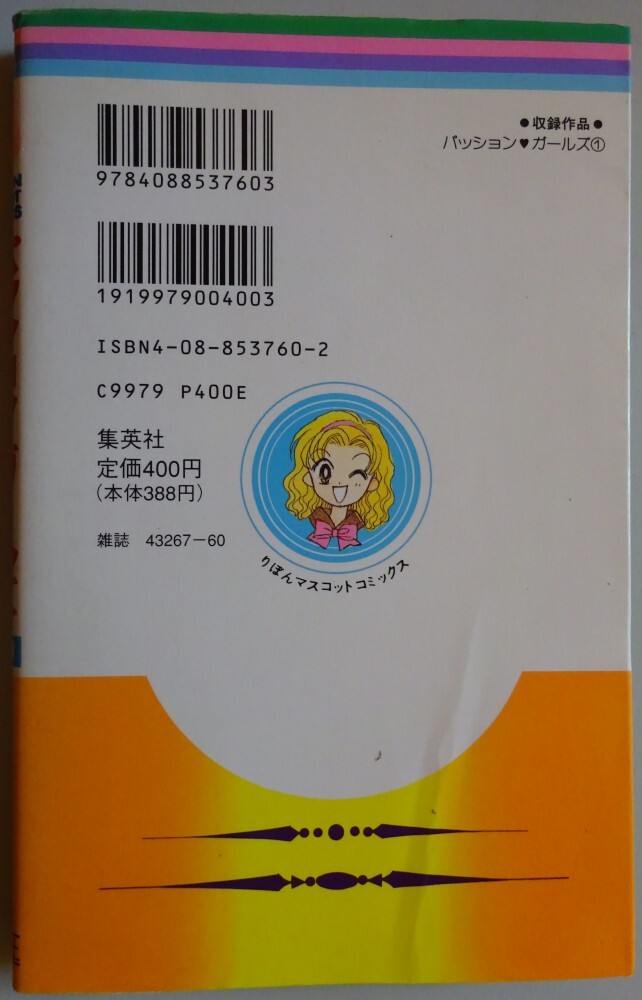 ●収録作品●
パッション♥ガールズ①
9784088537603
1919979004003
ISBN4-08-853760-2
C9979 P400E
集英社
定価400円
（本体388円）
雑誌 43267-60
りぼんマスコットコミックス